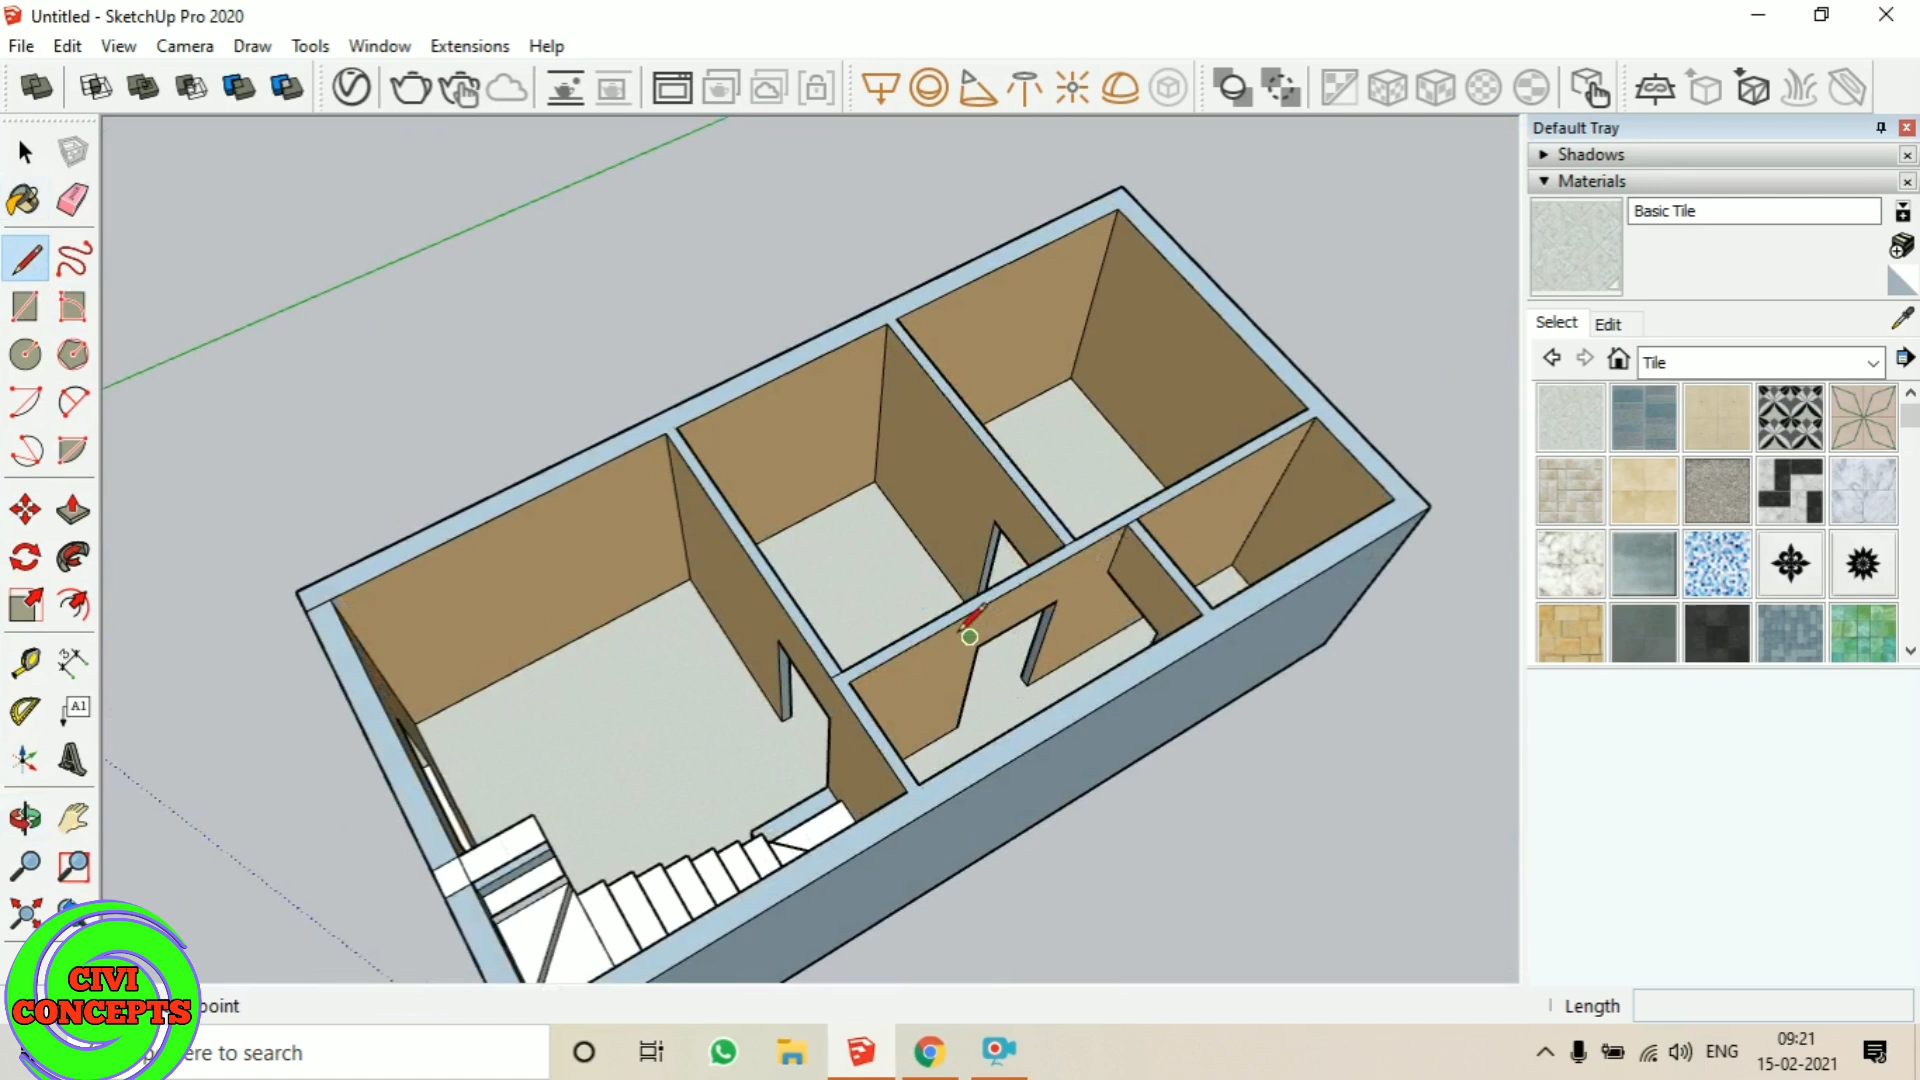 Untitled - SketchUp Pro 2020
File Edit View Camera Draw Tools Window Extensions Help
Default Tray
Shadows
Materials
Basic Tile
Select Edit
Tile
A1
point
Length
CIVI
CONCEPTS
ere to search
ENG
09:21
15-02-2021